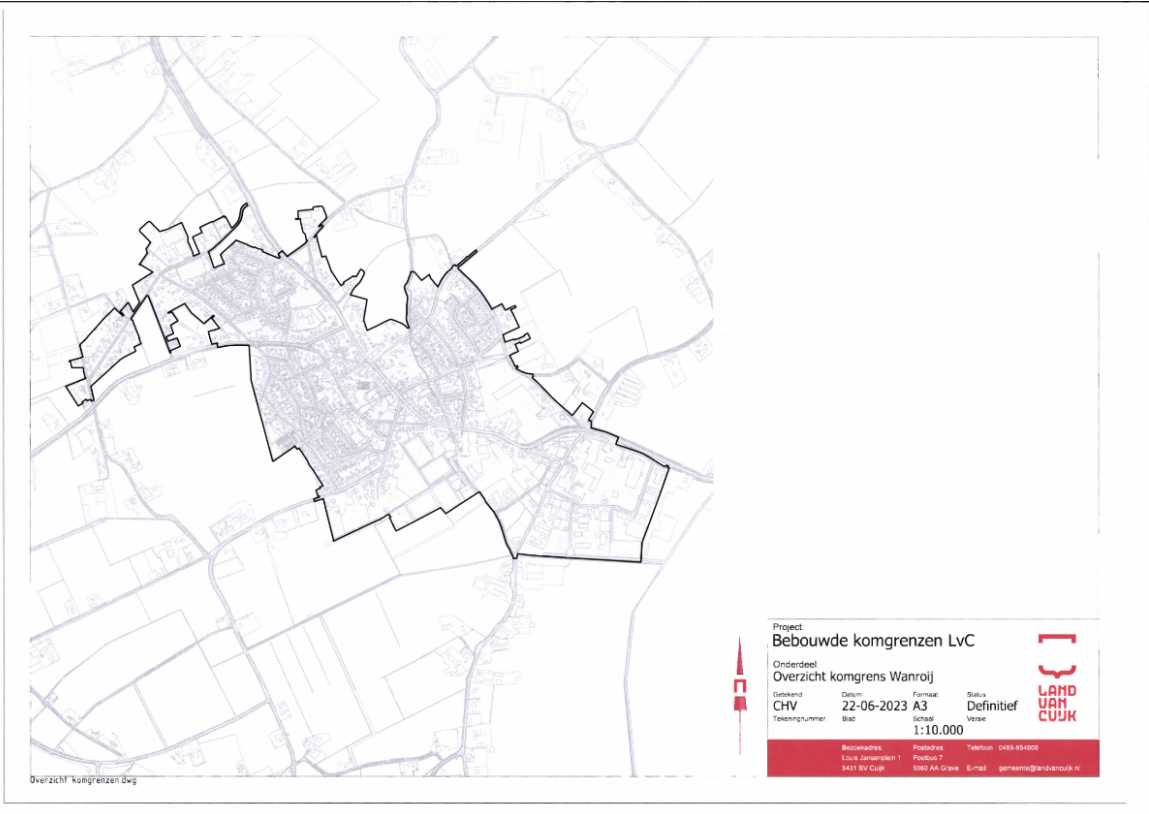 Project:
Bebouwde komgrenzen LvC
Onderdeel
Overzicht komgrens Wanroij
Getekend Datum Formaat Status
CHV 22-06-2023 A3 Definitief
Tekeningnummer Blad Schaal Versie
1:10.000
LAND
VAN
CUIJK
Bezoekadres Postadres Telefoon 0485-854000
Louis Jansenplein 1 Postbus 7
5431 BV Cuijk 5360 AA Grave E-mail gemeente@landvancuijk.nl
Overzicht komgrenzen.dwg